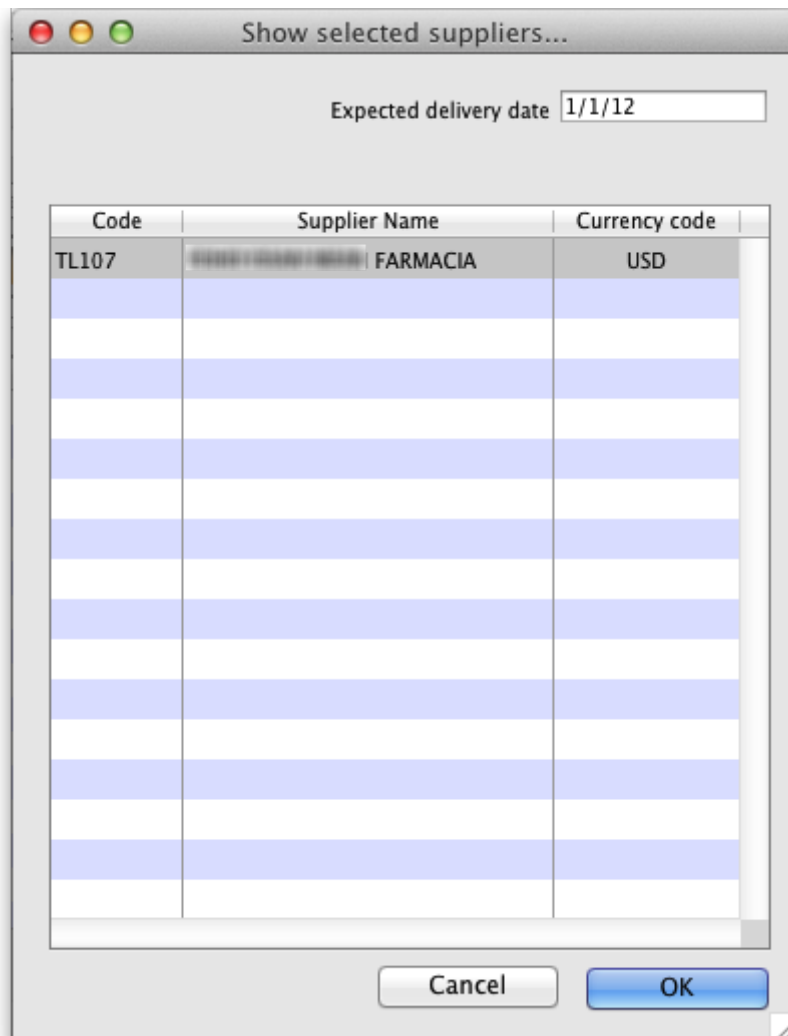 Show selected suppliers...
Expected delivery date 1/1/12
Code Supplier Name Currency code
TL107 FARMACIA USD
Cancel OK